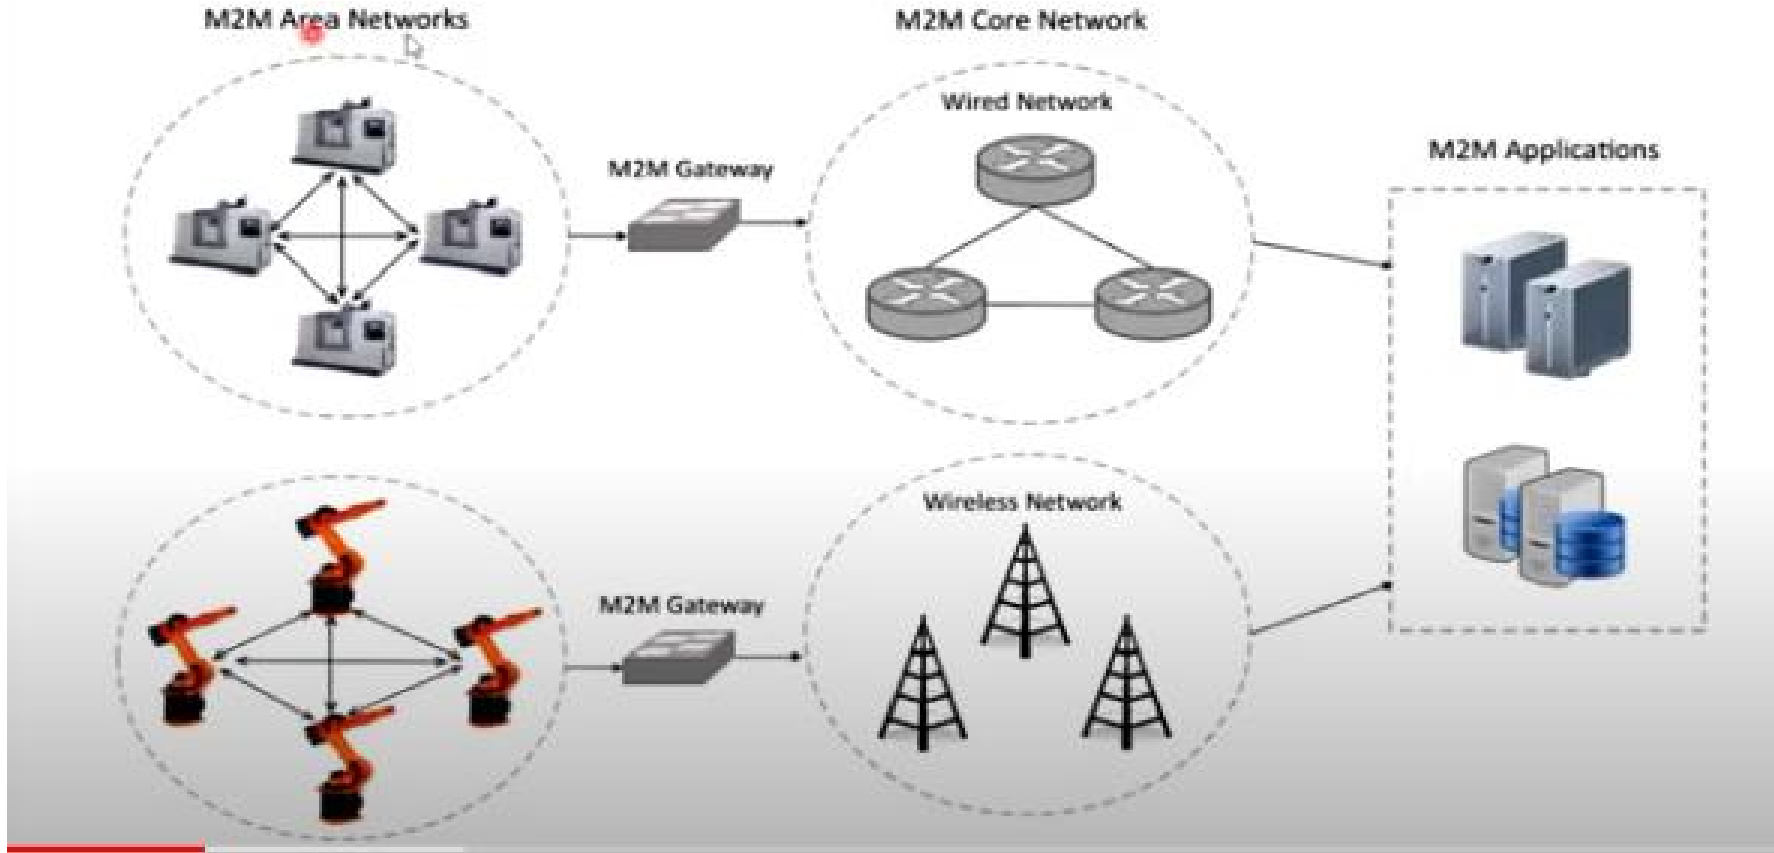 M2M Area Networks
M2M Core Network
Wired Network
M2M Applications
M2M Gateway
Wireless Network
M2M Gateway